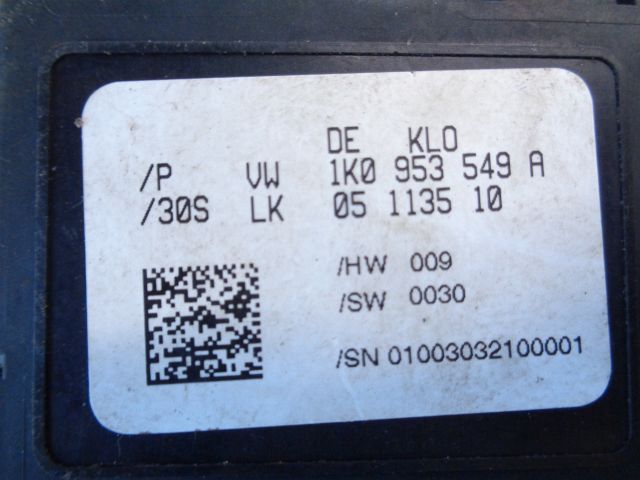 DE KLO
/P VW 1K0 953 549 A
/30S LK 05 1135 10
/HW 009
/SW 0030
/SN 01003032100001